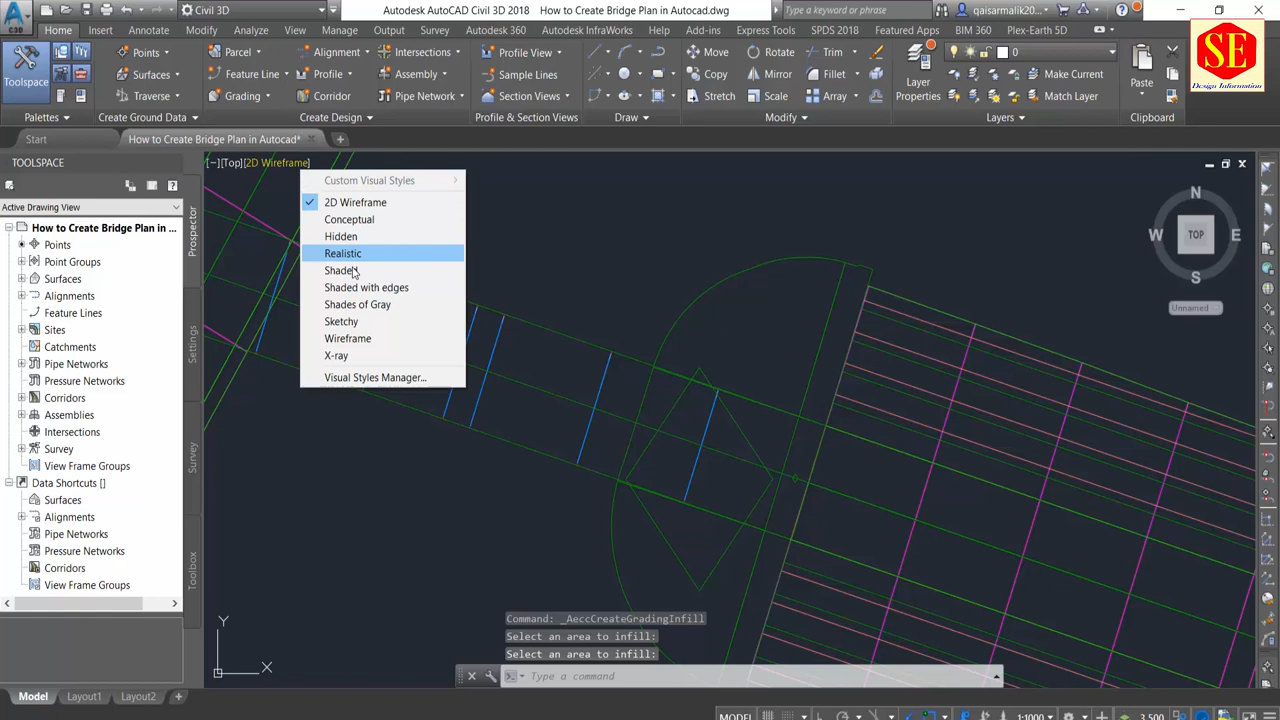 Civil 3D
Autodesk AutoCAD Civil 3D 2018 How to Create Bridge Plan in Autocad.dwg
Type a keyword or phrase
qaisarmalik20...
SE
Design Information
Home Insert Annotate Modify Analyze View Manage Output Survey Autodesk 360 Autodesk InfraWorks Help Add-ins Express Tools SPDS 2018 Featured Apps BIM 360 Plex-Earth 5D
Toolspace
Points
Surfaces
Traverse
Parcel
Feature Line
Grading
Alignment
Profile
Corridor
Intersections
Assembly
Pipe Network
Profile View
Sample Lines
Section Views
Move Rotate Trim
Copy Mirror Fillet
Stretch Scale Array
Layer
Properties
0
Make Current
Match Layer
Paste
Palettes Create Ground Data Create Design Profile & Section Views Draw Modify Layers Clipboard
Start How to Create Bridge Plan in Autocad*
TOOLSPACE
Active Drawing View
How to Create Bridge Plan in ...
Points
Point Groups
Surfaces
Alignments
Feature Lines
Sites
Catchments
Pipe Networks
Pressure Networks
Corridors
Assemblies
Intersections
Survey
View Frame Groups
Data Shortcuts []
Surfaces
Alignments
Pipe Networks
Pressure Networks
Corridors
View Frame Groups
Prospector
Settings
Survey
Toolbox
[−][Top][2D Wireframe]
Custom Visual Styles
2D Wireframe
Conceptual
Hidden
Realistic
Shaded
Shaded with edges
Shades of Gray
Sketchy
Wireframe
X-ray
Visual Styles Manager...
N
W TOP E
S
Unnamed
Y
X
Command: _AeccCreateGradingInfill
Select an area to infill:
Select an area to infill:
Type a command
Model Layout1 Layout2
MODEL
1:1000
3.500